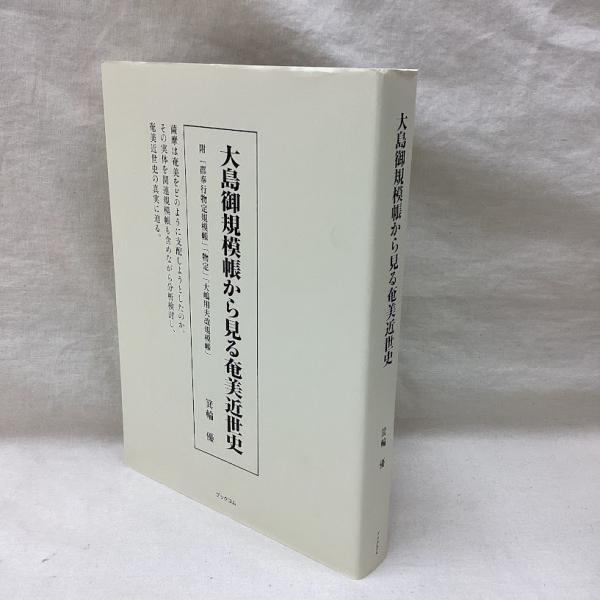 大島御規模帳から見る奄美近世史
附「郡奉行物定規模帳」「物定」「大嶋用夫改規模帳」
箕輪 優
薩摩は奄美をどのように支配しようとしたのか。
その実体を関連規模帳も含めながら分析検討し、
奄美近世史の真実に迫る。
ブックコム
大島御規模帳から見る奄美近世史
箕輪 優
ブックコム